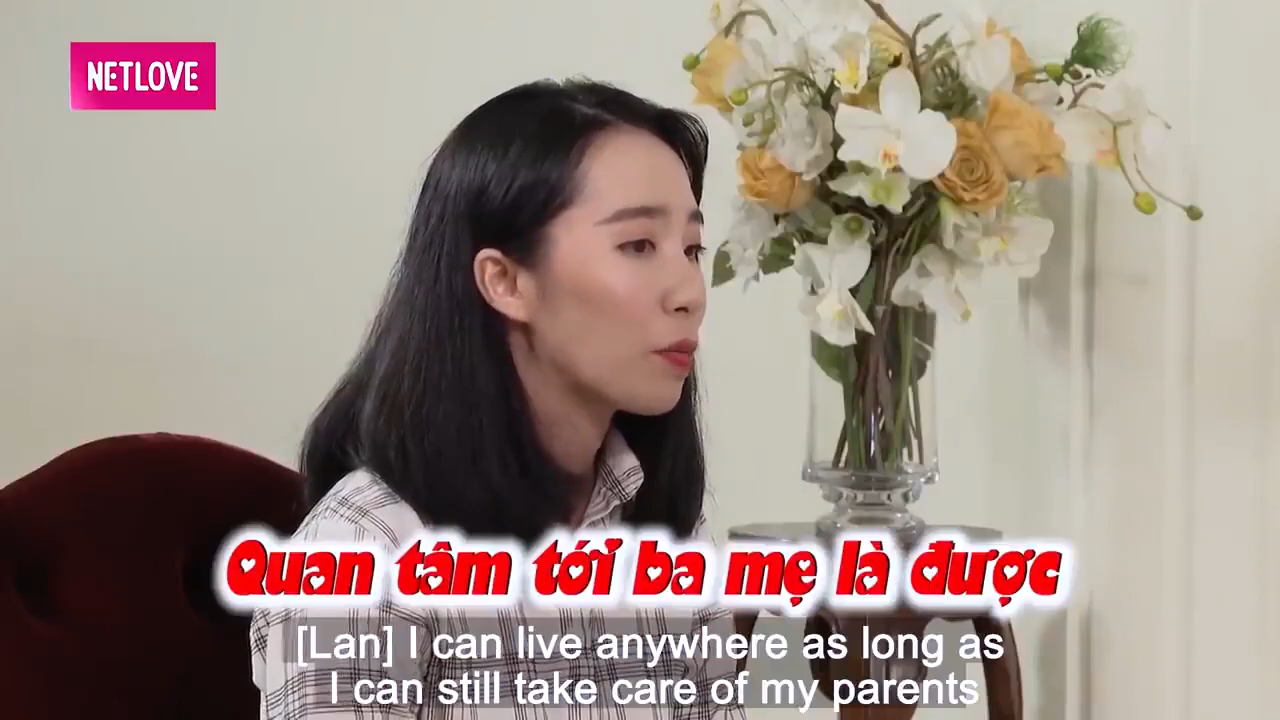 NETLOVE
Quan tâm tới ba mẹ là được
[Lan] I can live anywhere as long as
I can still take care of my parents